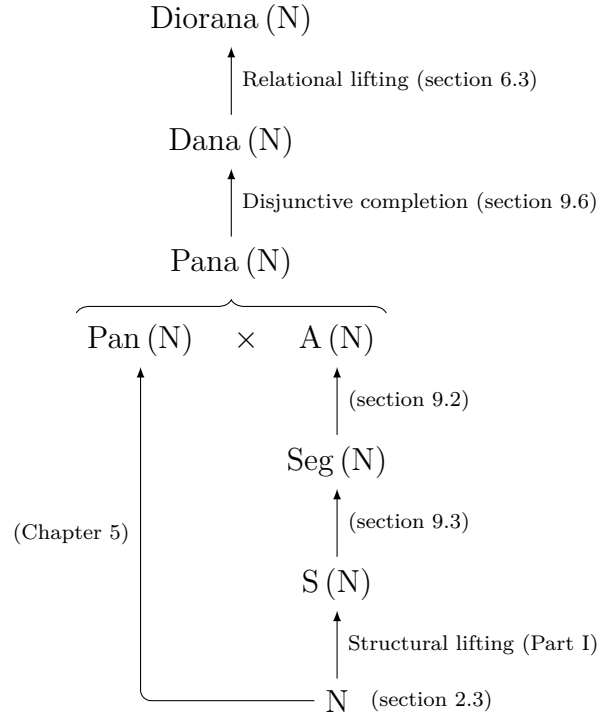 Diorana (N)
Relational lifting (section 6.3)
Dana (N)
Disjunctive completion (section 9.6)
Pana (N)
Pan (N) × A (N)
(section 9.2)
Seg (N)
(Chapter 5)
(section 9.3)
S (N)
Structural lifting (Part I)
N (section 2.3)